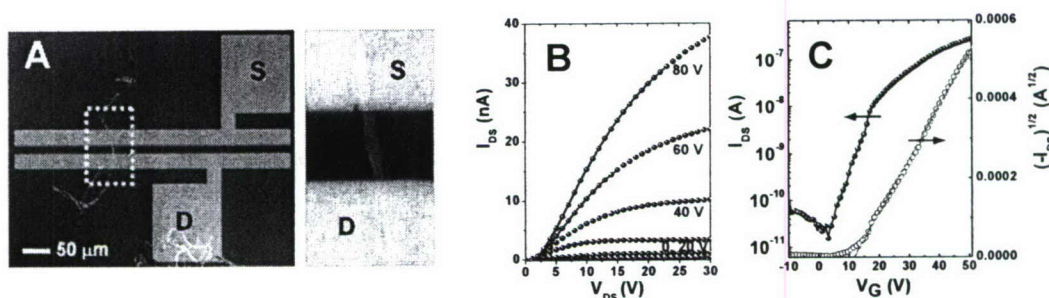 A
S
D
50 μm
S
D
B
40
30
20
10
0
I_DS (nA)
80 V
60 V
40 V
0 5 10 15 20 25 30
V_DS (V)
C
10^-7
10^-8
10^-9
10^-10
10^-11
I_DS (A)
-10 0 10 20 30 40 50
V_G (V)
0.0006
0.0004
0.0002
0.0000
(-I_DS)^1/2 (A^1/2)